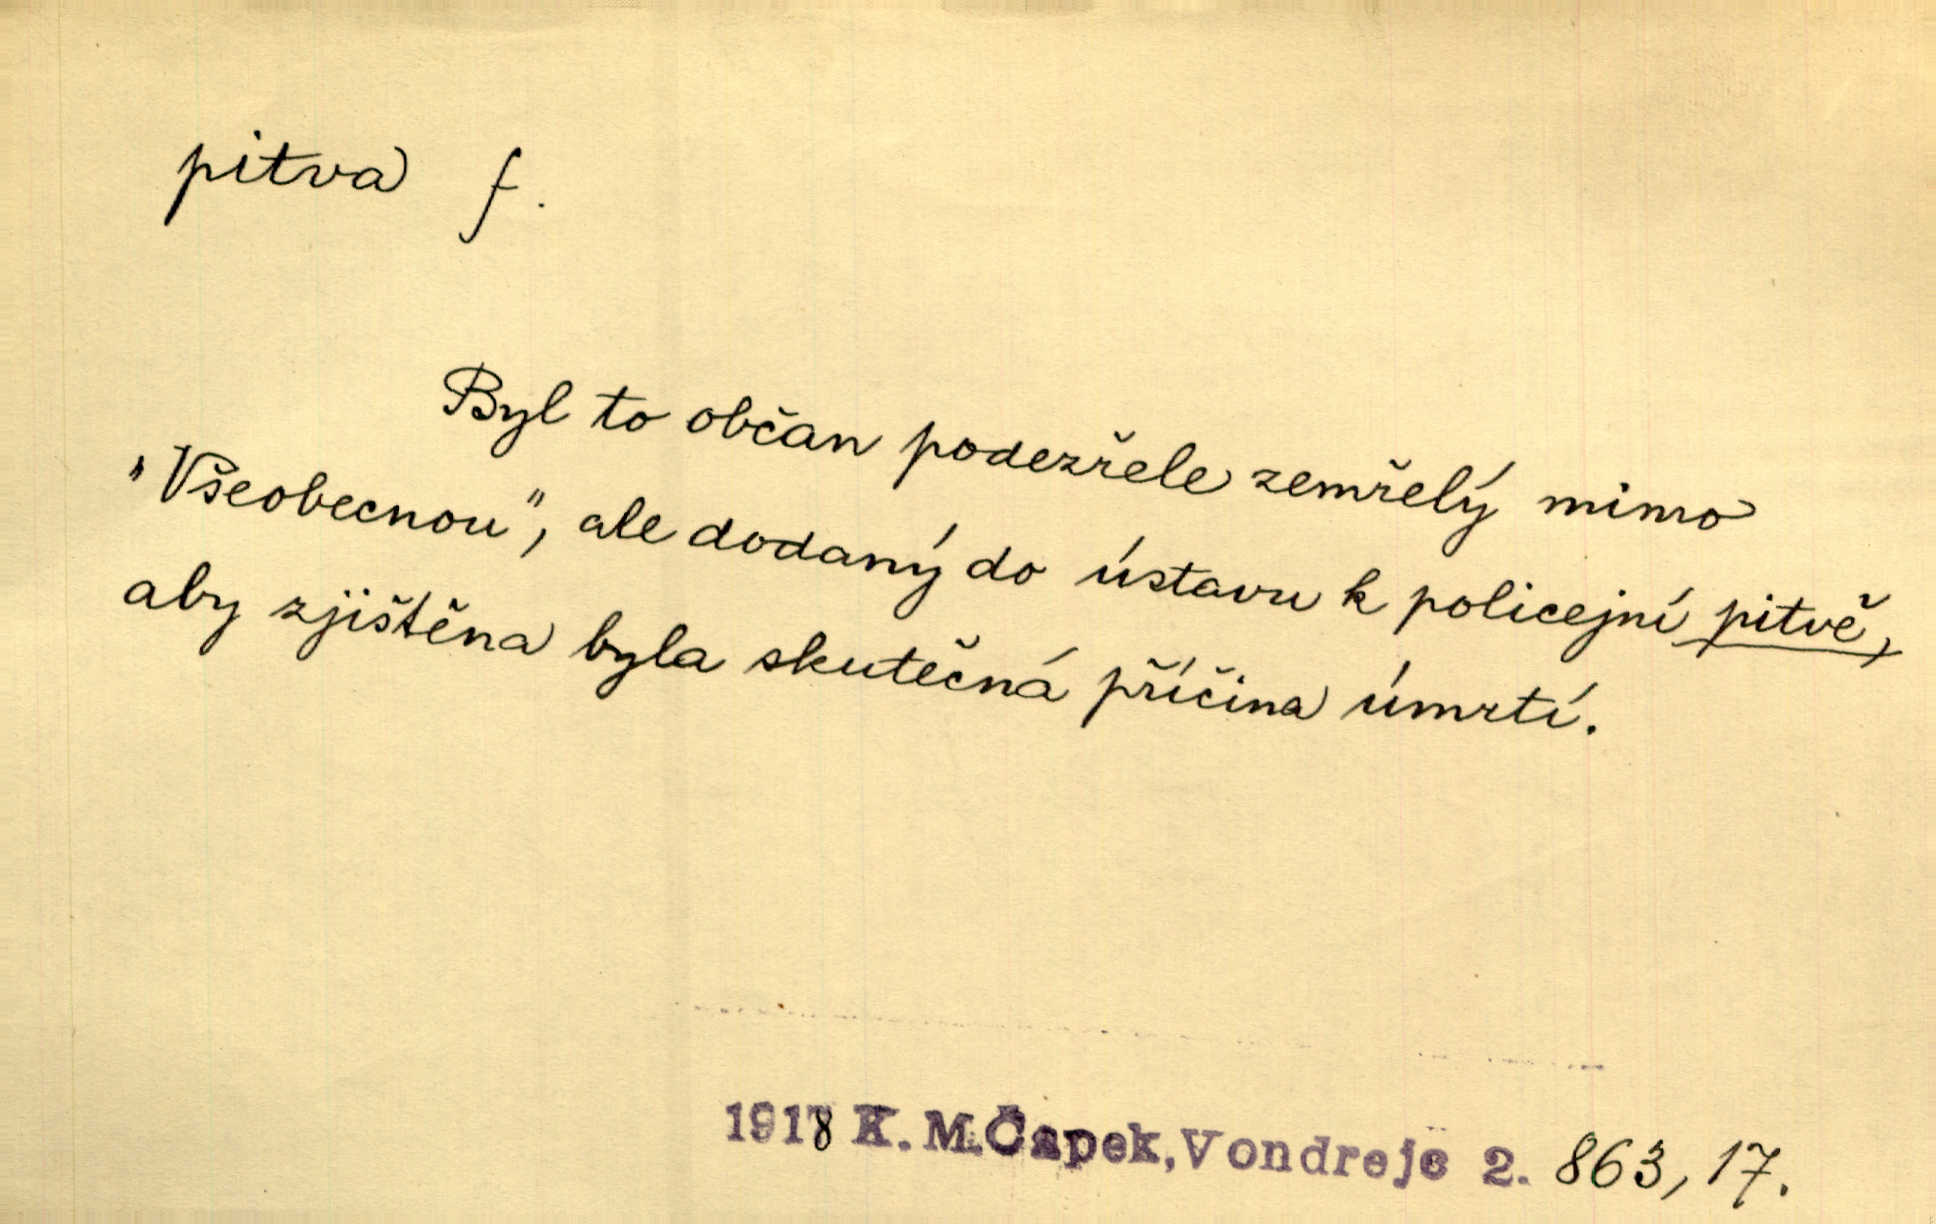 pitva f.
Byl to občan podezřele zemřelý mimo
"Všeobecnou", ale dodaný do ústavu k policejní pitvě,
aby zjištěna byla skutečná příčina úmrtí.
1918 K. M. Čapek, Vondrejc 2. 863, 17.